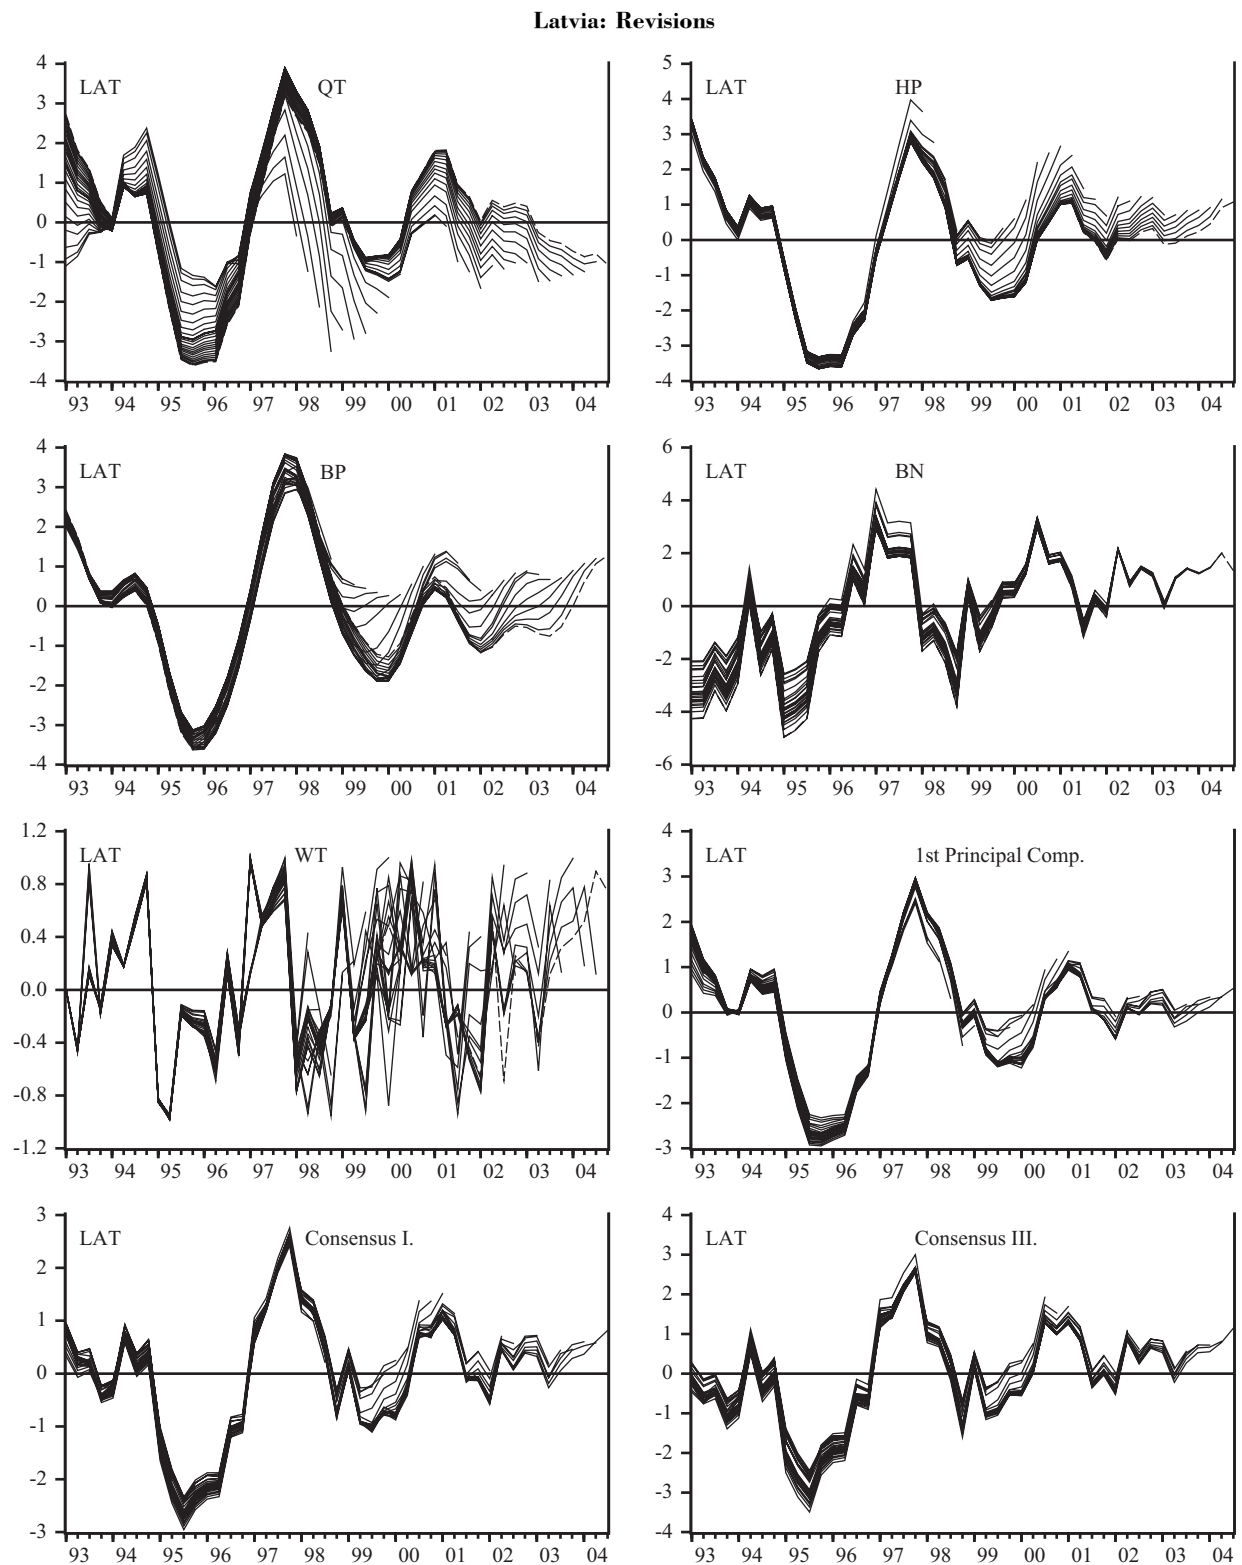 Latvia: Revisions
4
3
2
1
0
-1
-2
-3
-4
LAT
QT
93 94 95 96 97 98 99 00 01 02 03 04
5
4
3
2
1
0
-1
-2
-3
-4
LAT
HP
93 94 95 96 97 98 99 00 01 02 03 04
4
3
2
1
0
-1
-2
-3
-4
LAT
BP
93 94 95 96 97 98 99 00 01 02 03 04
6
4
2
0
-2
-4
-6
LAT
BN
93 94 95 96 97 98 99 00 01 02 03 04
1.2
0.8
0.4
0.0
-0.4
-0.8
-1.2
LAT
WT
93 94 95 96 97 98 99 00 01 02 03 04
4
3
2
1
0
-1
-2
-3
LAT
1st Principal Comp.
93 94 95 96 97 98 99 00 01 02 03 04
3
2
1
0
-1
-2
-3
LAT
Consensus I.
93 94 95 96 97 98 99 00 01 02 03 04
4
3
2
1
0
-1
-2
-3
-4
LAT
Consensus III.
93 94 95 96 97 98 99 00 01 02 03 04